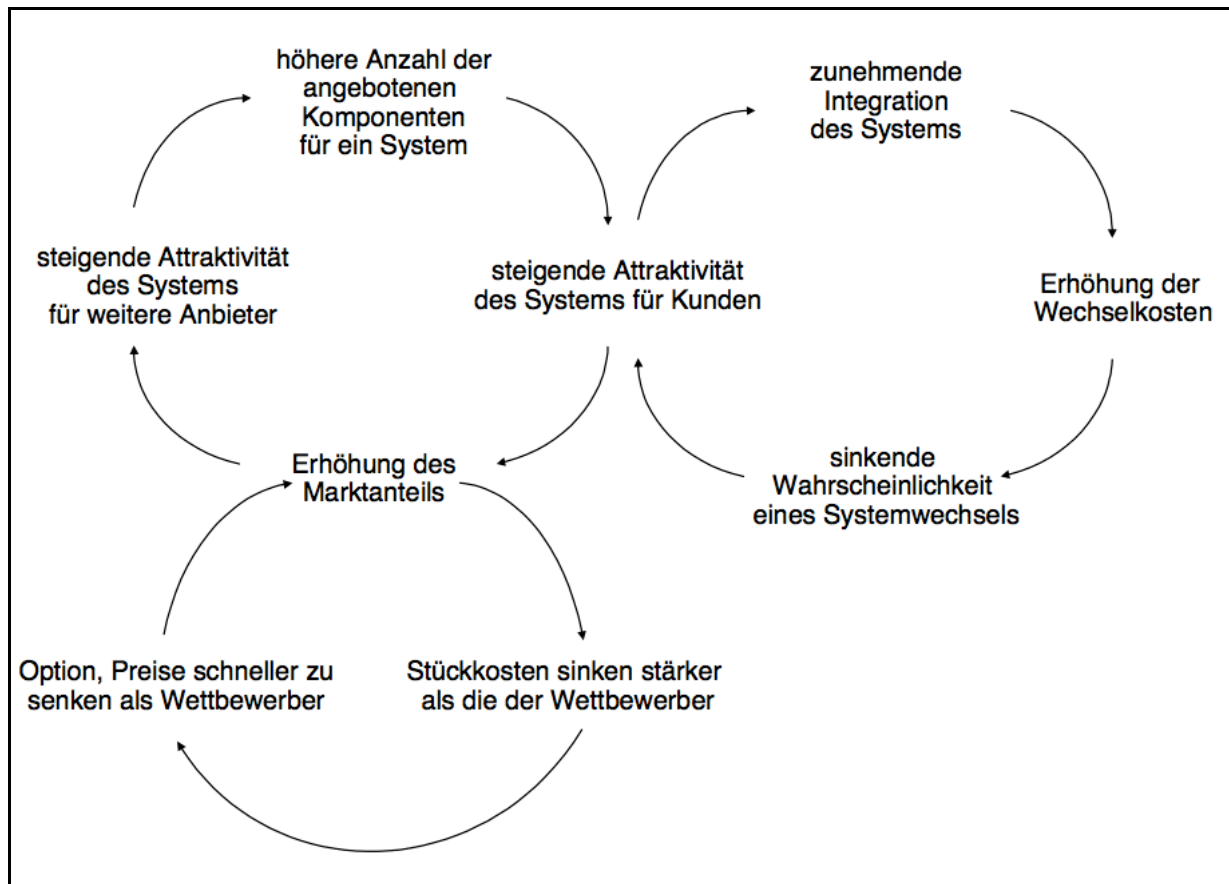 höhere Anzahl der
angebotenen
Komponenten
für ein System
zunehmende
Integration
des Systems
steigende Attraktivität
des Systems
für weitere Anbieter
steigende Attraktivität
des Systems für Kunden
Erhöhung der
Wechselkosten
Erhöhung des
Marktanteils
sinkende
Wahrscheinlichkeit
eines Systemwechsels
Option, Preise schneller zu
senken als Wettbewerber
Stückkosten sinken stärker
als die der Wettbewerber